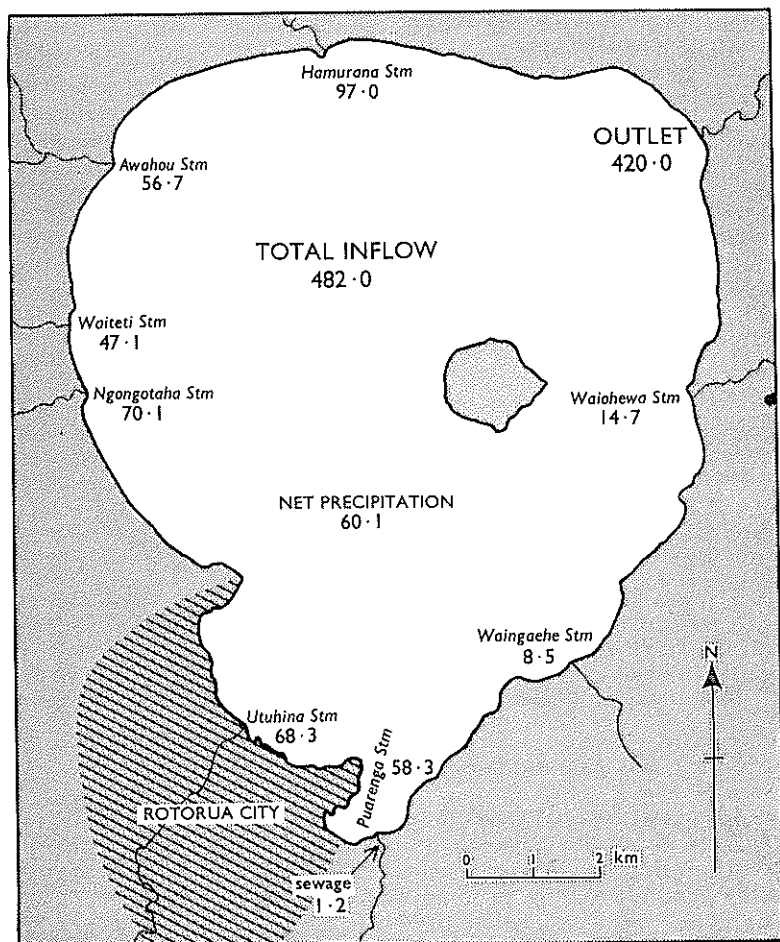 Hamurana Stm
97·0
OUTLET
420·0
Awahou Stm
56·7
TOTAL INFLOW
482·0
Waiteti Stm
47·1
Ngongotaha Stm
70·1
Waiohewa Stm
14·7
NET PRECIPITATION
60·1
Waingaehe Stm
8·5
N
Utuhina Stm
68·3
Puarenga Stm
58·3
ROTORUA CITY
0 1 2 km
sewage
1·2